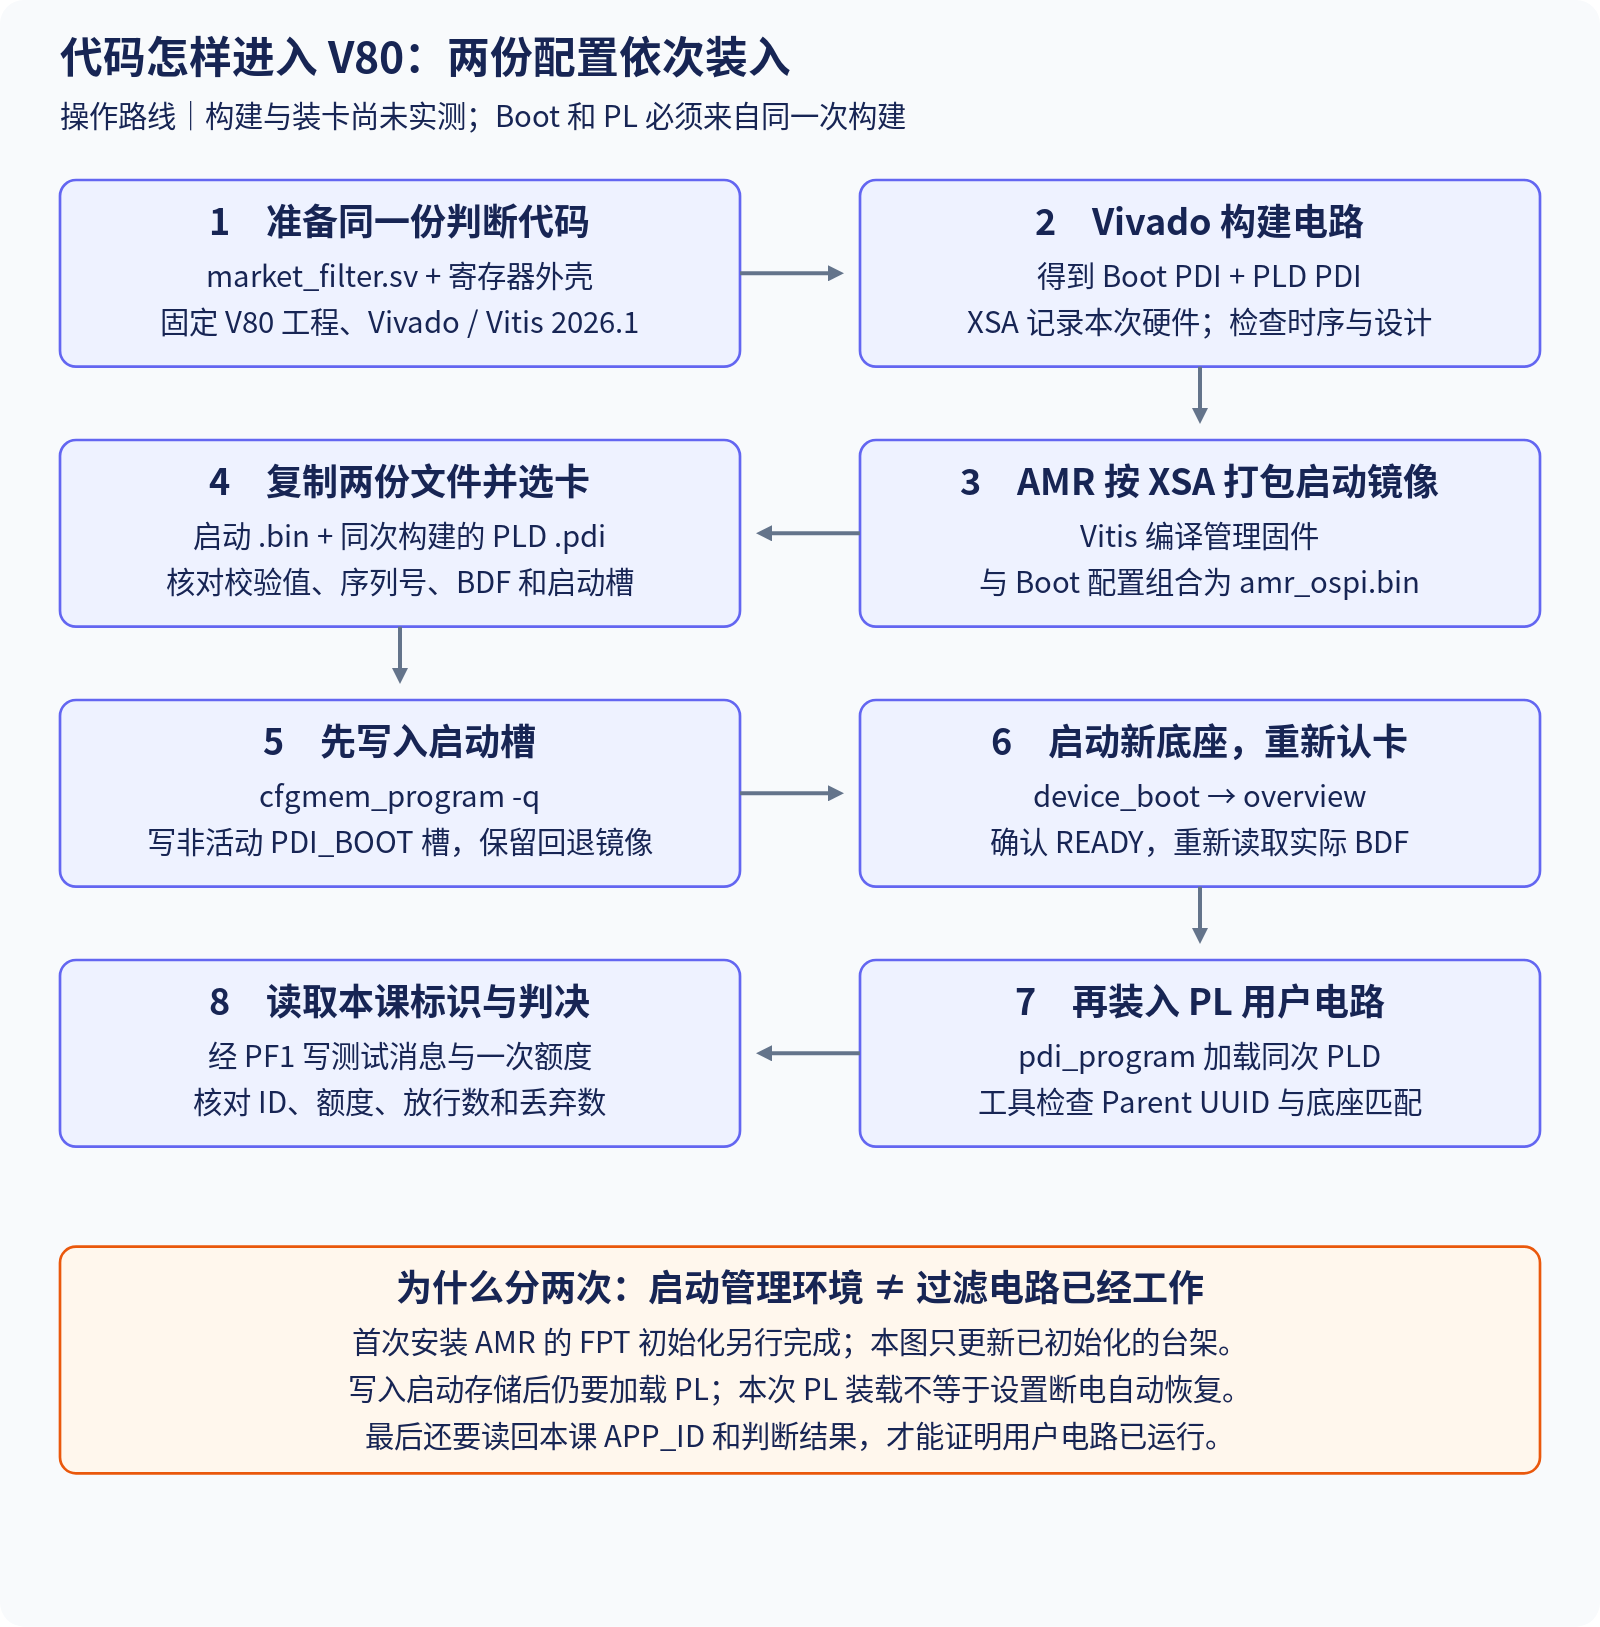 代码怎样进入 V80：两份配置依次装入
操作路线｜构建与装卡尚未实测；Boot 和 PL 必须来自同一次构建
1 准备同一份判断代码
market_filter.sv + 寄存器外壳
固定 V80 工程、Vivado / Vitis 2026.1
2 Vivado 构建电路
得到 Boot PDI + PLD PDI
XSA 记录本次硬件；检查时序与设计
3 AMR 按 XSA 打包启动镜像
Vitis 编译管理固件
与 Boot 配置组合为 amr_ospi.bin
4 复制两份文件并选卡
启动 .bin + 同次构建的 PLD .pdi
核对校验值、序列号、BDF 和启动槽
5 先写入启动槽
cfgmem_program -q
写非活动 PDI_BOOT 槽，保留回退镜像
6 启动新底座，重新认卡
device_boot → overview
确认 READY，重新读取实际 BDF
7 再装入 PL 用户电路
pdi_program 加载同次 PLD
工具检查 Parent UUID 与底座匹配
8 读取本课标识与判决
经 PF1 写测试消息与一次额度
核对 ID、额度、放行数和丢弃数
为什么分两次：启动管理环境 ≠ 过滤电路已经工作
首次安装 AMR 的 FPT 初始化另行完成；本图只更新已初始化的台架。
写入启动存储后仍要加载 PL；本次 PL 装载不等于设置断电自动恢复。
最后还要读回本课 APP_ID 和判断结果，才能证明用户电路已运行。